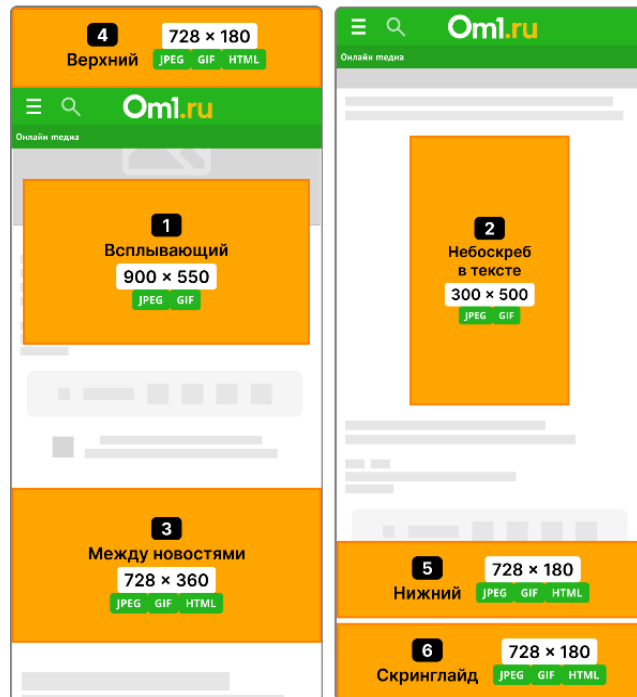 4
728 × 180
Верхний
JPEG GIF HTML
Om1.ru
Онлайн медиа
1
Всплывающий
900 × 550
JPEG GIF
3
Между новостями
728 × 360
JPEG GIF HTML
Om1.ru
Онлайн медиа
2
Небоскреб
в тексте
300 × 500
JPEG GIF
5
728 × 180
Нижний
JPEG GIF HTML
6
728 × 180
Скринглайд
JPEG GIF HTML